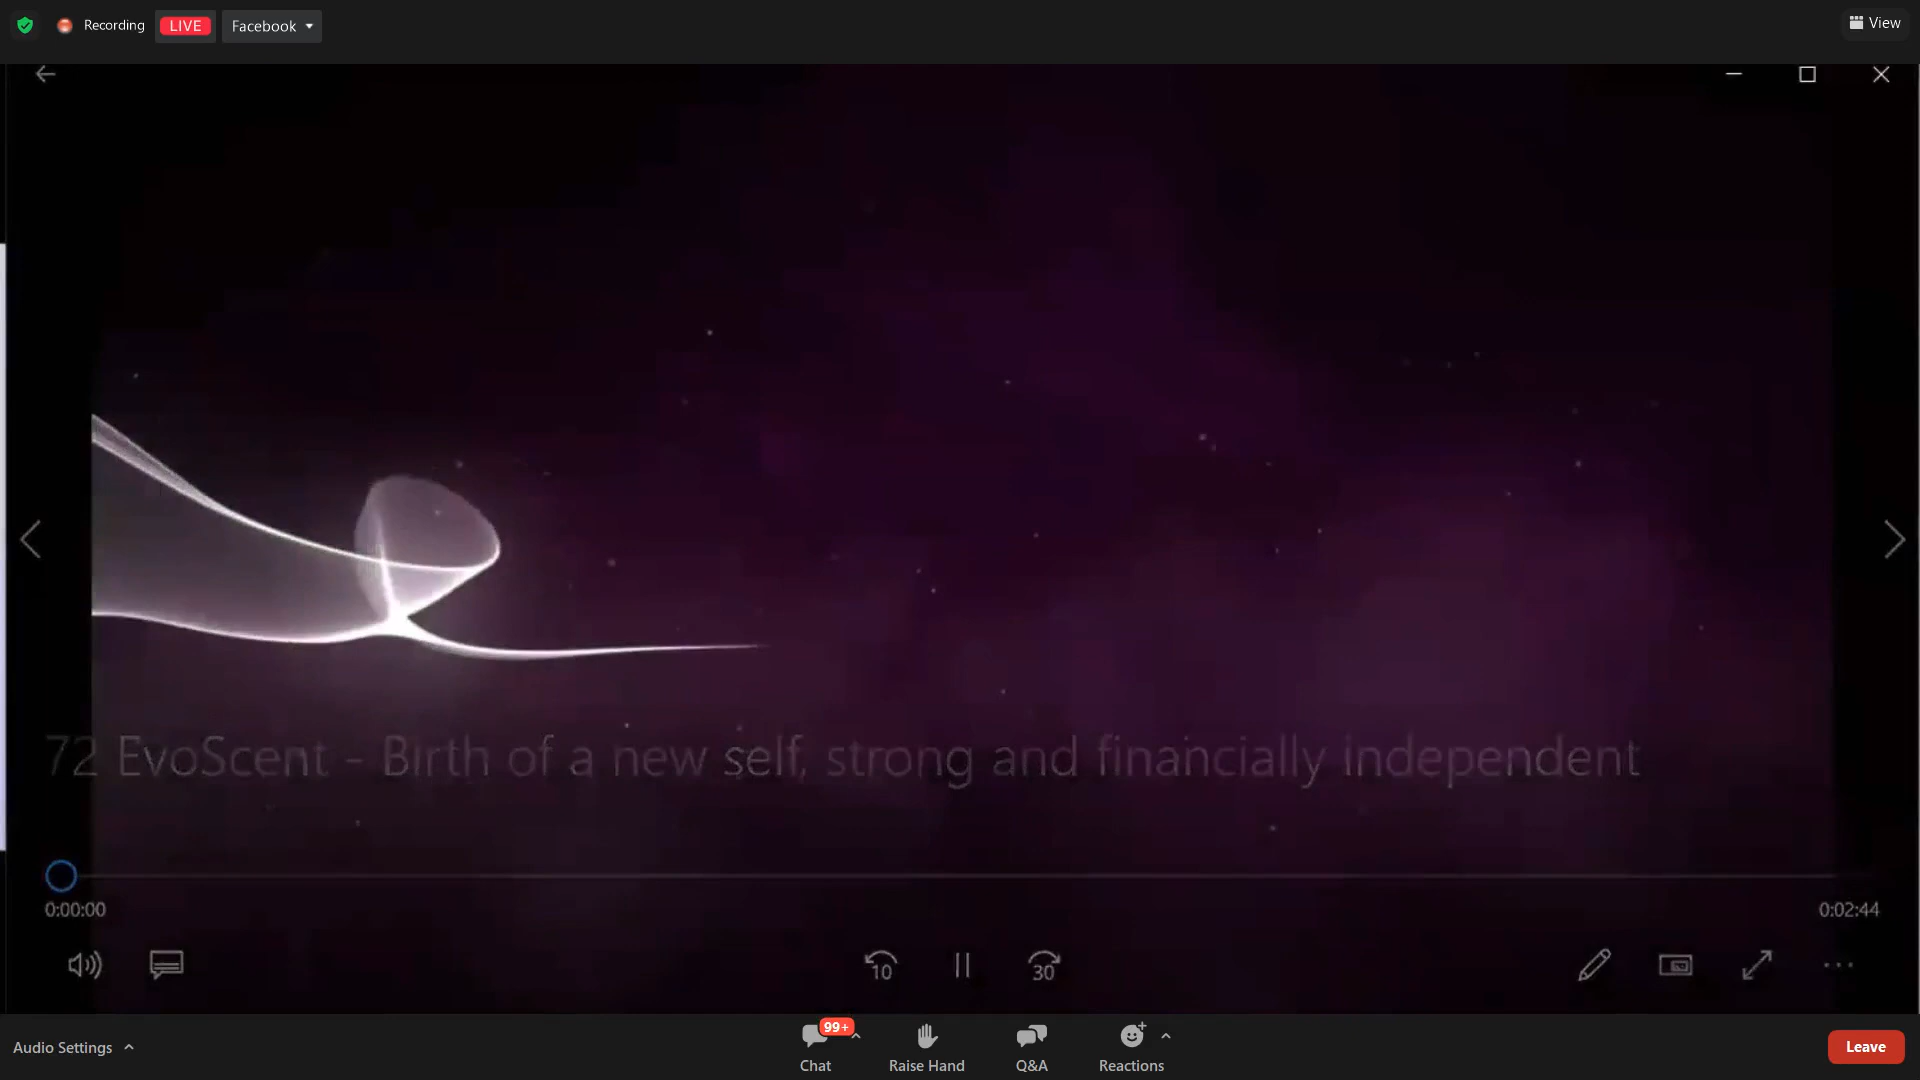 Recording LIVE Facebook View
72 EvoScent - Birth of a new self, strong and financially independent
0:00:00 0:02:44
10 30
99+
Audio Settings Chat Raise Hand Q&A Reactions Leave